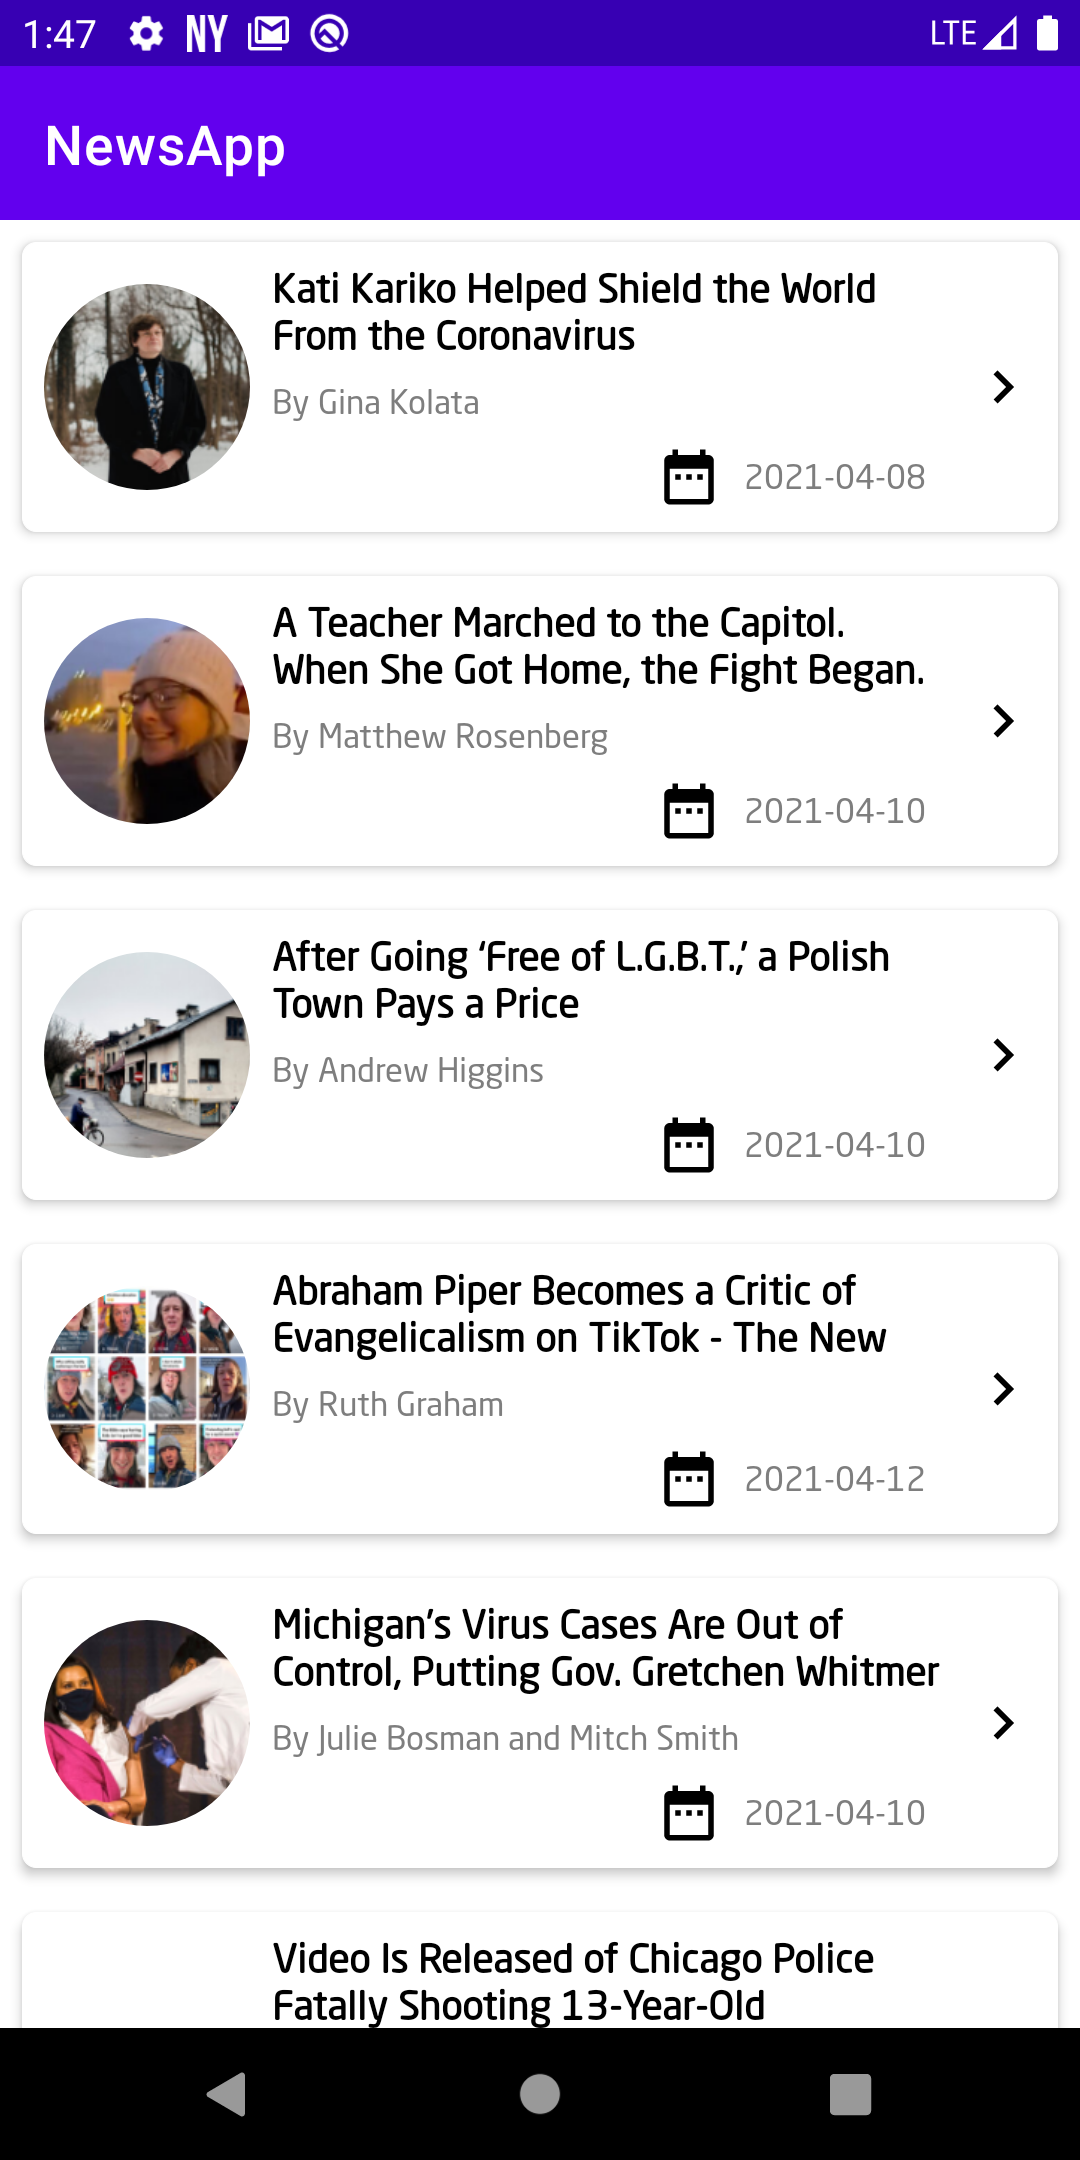 1:47
NY
LTE
NewsApp
Kati Kariko Helped Shield the World
From the Coronavirus
By Gina Kolata
2021-04-08
A Teacher Marched to the Capitol.
When She Got Home, the Fight Began.
By Matthew Rosenberg
2021-04-10
After Going ‘Free of L.G.B.T.,’ a Polish
Town Pays a Price
By Andrew Higgins
2021-04-10
Abraham Piper Becomes a Critic of
Evangelicalism on TikTok - The New
By Ruth Graham
2021-04-12
Michigan’s Virus Cases Are Out of
Control, Putting Gov. Gretchen Whitmer
By Julie Bosman and Mitch Smith
2021-04-10
Video Is Released of Chicago Police
Fatally Shooting 13-Year-Old